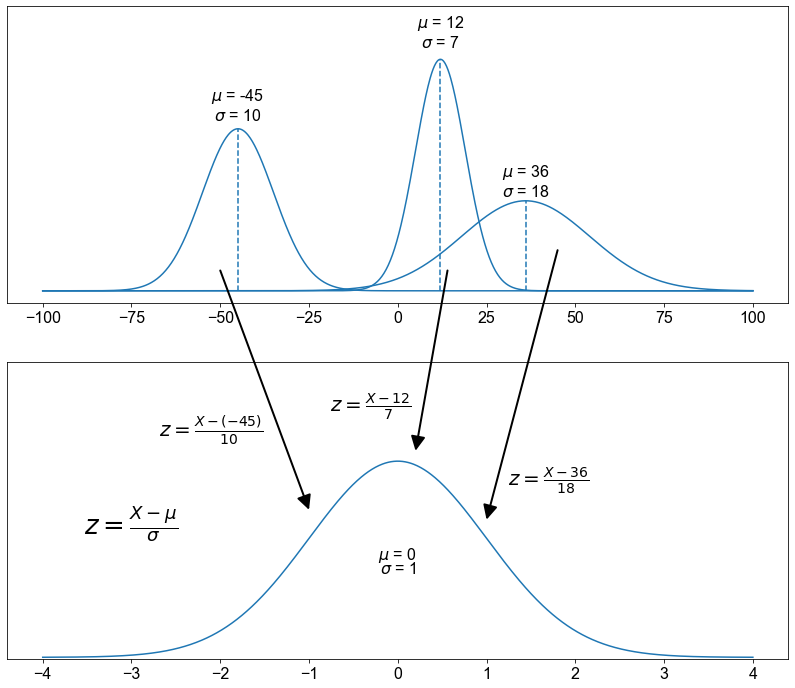 μ = 12
σ = 7
μ = -45
σ = 10
μ = 36
σ = 18
−100 −75 −50 −25 0 25 50 75 100
z = X − 12 / 7
z = X − (−45) / 10
z = X − 36 / 18
z = X − μ / σ
μ = 0
σ = 1
−4 −3 −2 −1 0 1 2 3 4